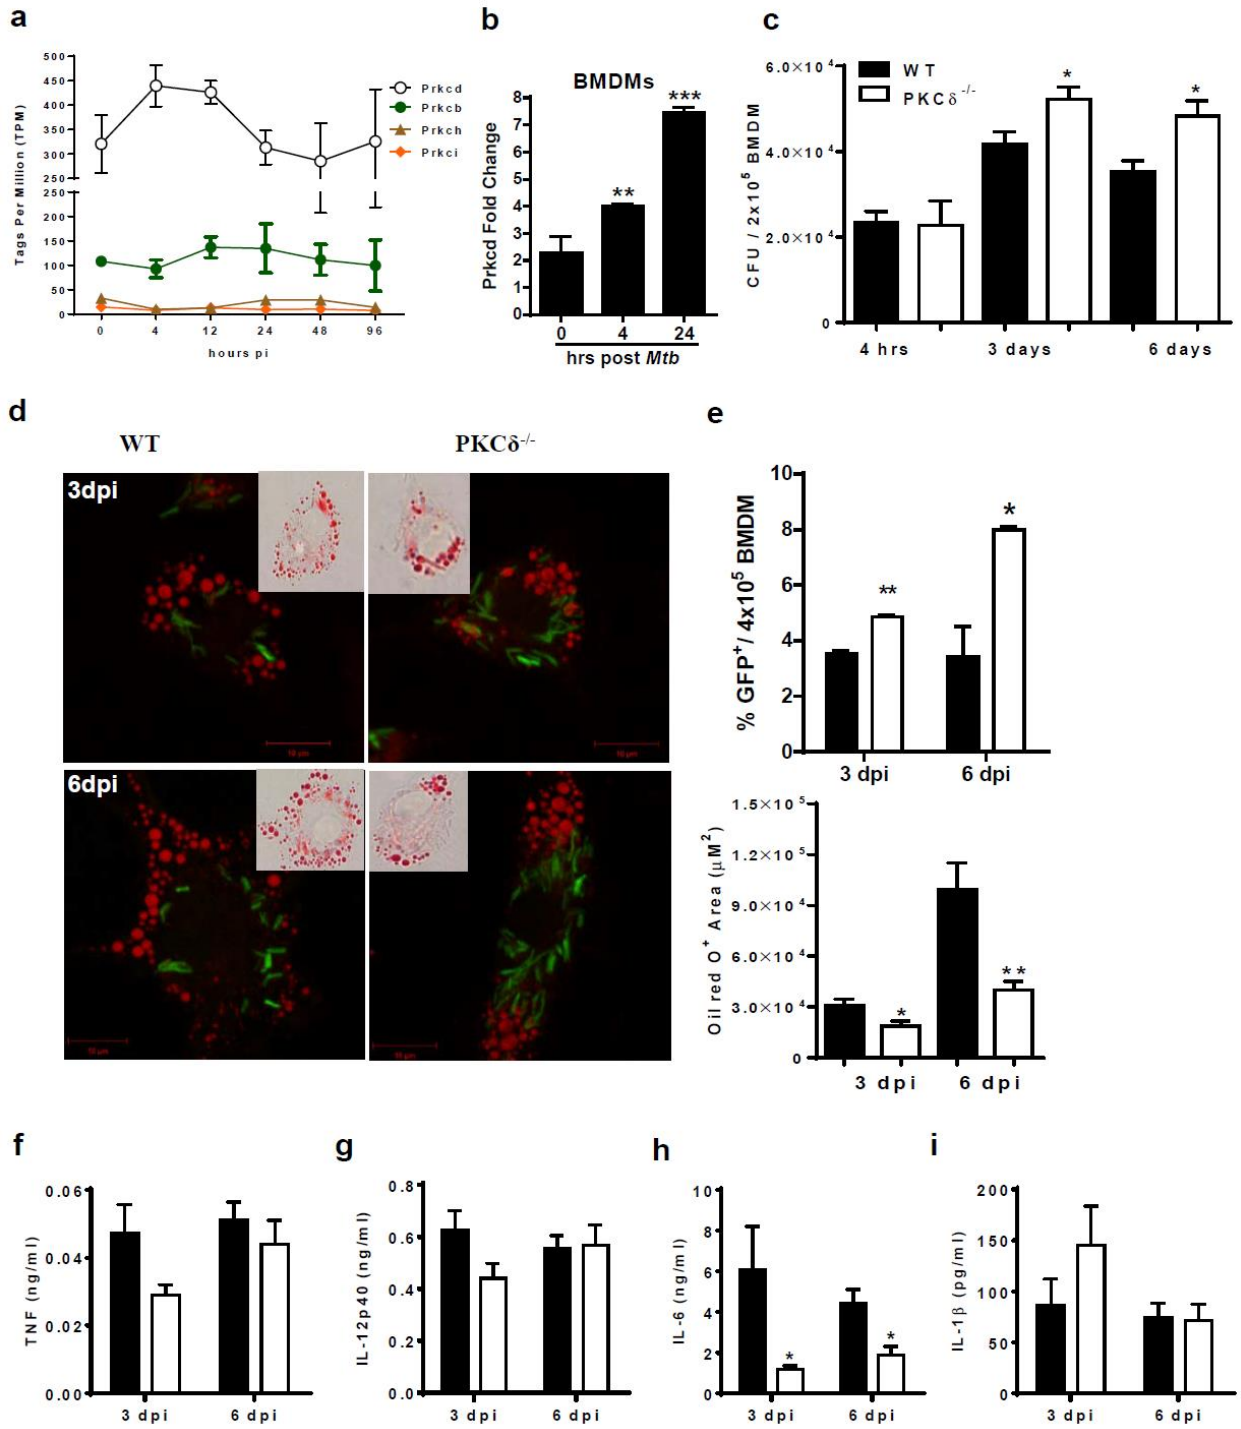 a
500
450
400
350
300
250
250
200
150
100
50
0
Tags Per Million (TPM)
0 4 12 24 48 96
hours pi
Prkcd
Prkcb
Prkch
Prkci
b
BMDMs
8
7
6
5
4
3
2
1
0
Prkcd Fold Change
** ***
0 4 24
hrs post Mtb
c
6.0×10⁴
4.0×10⁴
2.0×10⁴
0
CFU / 2x10⁵ BMDM
WT
PKCδ-/-
* *
4 hrs 3 days 6 days
d
WT PKCδ-/-
3dpi
10 µm
6dpi
10 µm
e
10
8
6
4
2
0
% GFP⁺/ 4x10⁵ BMDM
** *
3 dpi 6 dpi
1.5×10⁵
1.2×10⁵
9.0×10⁴
6.0×10⁴
3.0×10⁴
0
Oil red O⁺ Area (µM²)
* **
3 dpi 6 dpi
f
0.06
0.04
0.02
0.00
TNF (ng/ml)
3 dpi 6 dpi
g
0.8
0.6
0.4
0.2
0.0
IL-12p40 (ng/ml)
3 dpi 6 dpi
h
10
8
6
4
2
0
IL-6 (ng/ml)
* *
3 dpi 6 dpi
i
200
150
100
50
0
IL-1β (pg/ml)
3 dpi 6 dpi